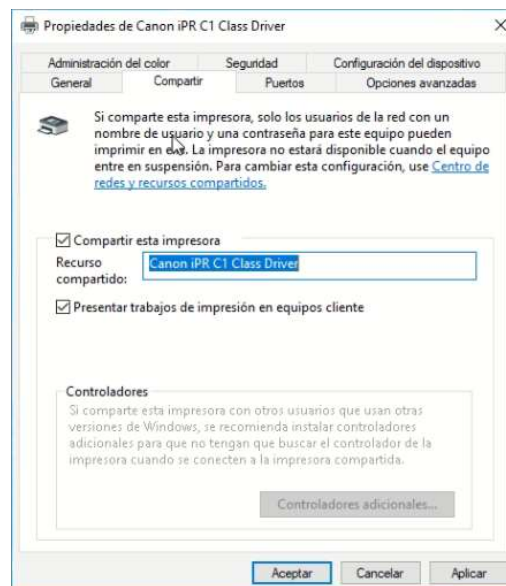 Propiedades de Canon iPR C1 Class Driver
Administración del color
Seguridad
Configuración del dispositivo
General
Compartir
Puertos
Opciones avanzadas
Si comparte esta impresora, solo los usuarios de la red con un
nombre de usuario y una contraseña para este equipo pueden
imprimir en ella. La impresora no estará disponible cuando el equipo
entre en suspensión. Para cambiar esta configuración, use Centro de
redes y recursos compartidos.
Compartir esta impresora
Recurso
compartido:
Canon iPR C1 Class Driver
Presentar trabajos de impresión en equipos cliente
Controladores
Si comparte esta impresora con otros usuarios que usan otras
versiones de Windows, se recomienda instalar controladores
adicionales para que no tengan que buscar el controlador de la
impresora cuando se conecten a la impresora compartida.
Controladores adicionales...
Aceptar
Cancelar
Aplicar